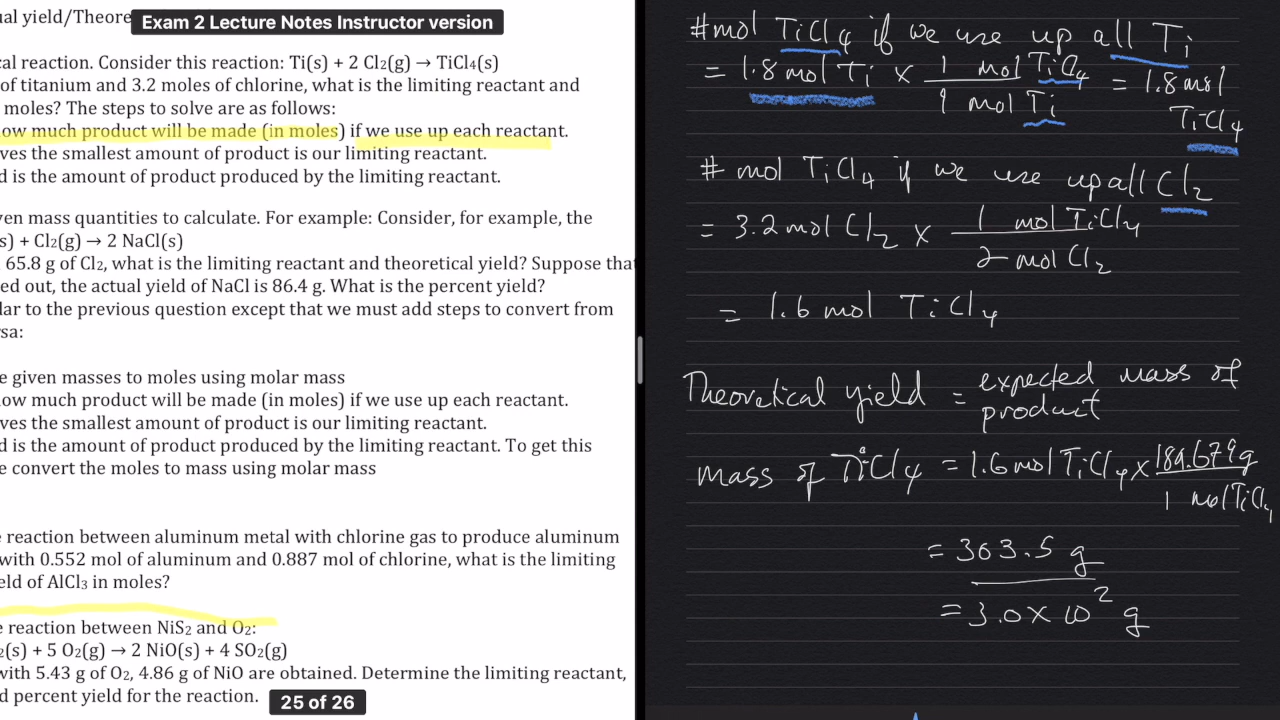 ual yield/Theore
Exam 2 Lecture Notes Instructor version
cal reaction. Consider this reaction: Ti(s) + 2 Cl₂(g) → TiCl₄(s)
of titanium and 3.2 moles of chlorine, what is the limiting reactant and
moles? The steps to solve are as follows:
ow much product will be made (in moles) if we use up each reactant.
ves the smallest amount of product is our limiting reactant.
d is the amount of product produced by the limiting reactant.
ven mass quantities to calculate. For example: Consider, for example, the
s) + Cl₂(g) → 2 NaCl(s)
65.8 g of Cl₂, what is the limiting reactant and theoretical yield? Suppose that
ed out, the actual yield of NaCl is 86.4 g. What is the percent yield?
lar to the previous question except that we must add steps to convert from
rsa:
e given masses to moles using molar mass
how much product will be made (in moles) if we use up each reactant.
ves the smallest amount of product is our limiting reactant.
d is the amount of product produced by the limiting reactant. To get this
e convert the moles to mass using molar mass
e reaction between aluminum metal with chlorine gas to produce aluminum
with 0.552 mol of aluminum and 0.887 mol of chlorine, what is the limiting
eld of AlCl₃ in moles?
e reaction between NiS₂ and O₂:
₂(s) + 5 O₂(g) → 2 NiO(s) + 4 SO₂(g)
with 5.43 g of O₂, 4.86 g of NiO are obtained. Determine the limiting reactant,
d percent yield for the reaction.
25 of 26
#mol TiCl₄ if we use up all Ti
= 1.8 mol Ti × 1 mol TiCl₄ / 1 mol Ti = 1.8 mol
TiCl₄
# mol TiCl₄ if we use up all Cl₂
= 3.2 mol Cl₂ × 1 mol TiCl₄ / 2 mol Cl₂
= 1.6 mol TiCl₄
Theoretical yield = expected mass of
product
mass of TiCl₄ = 1.6 mol TiCl₄ × 189.679g / 1 mol TiCl₄
= 303.5 g
= 3.0 × 10² g